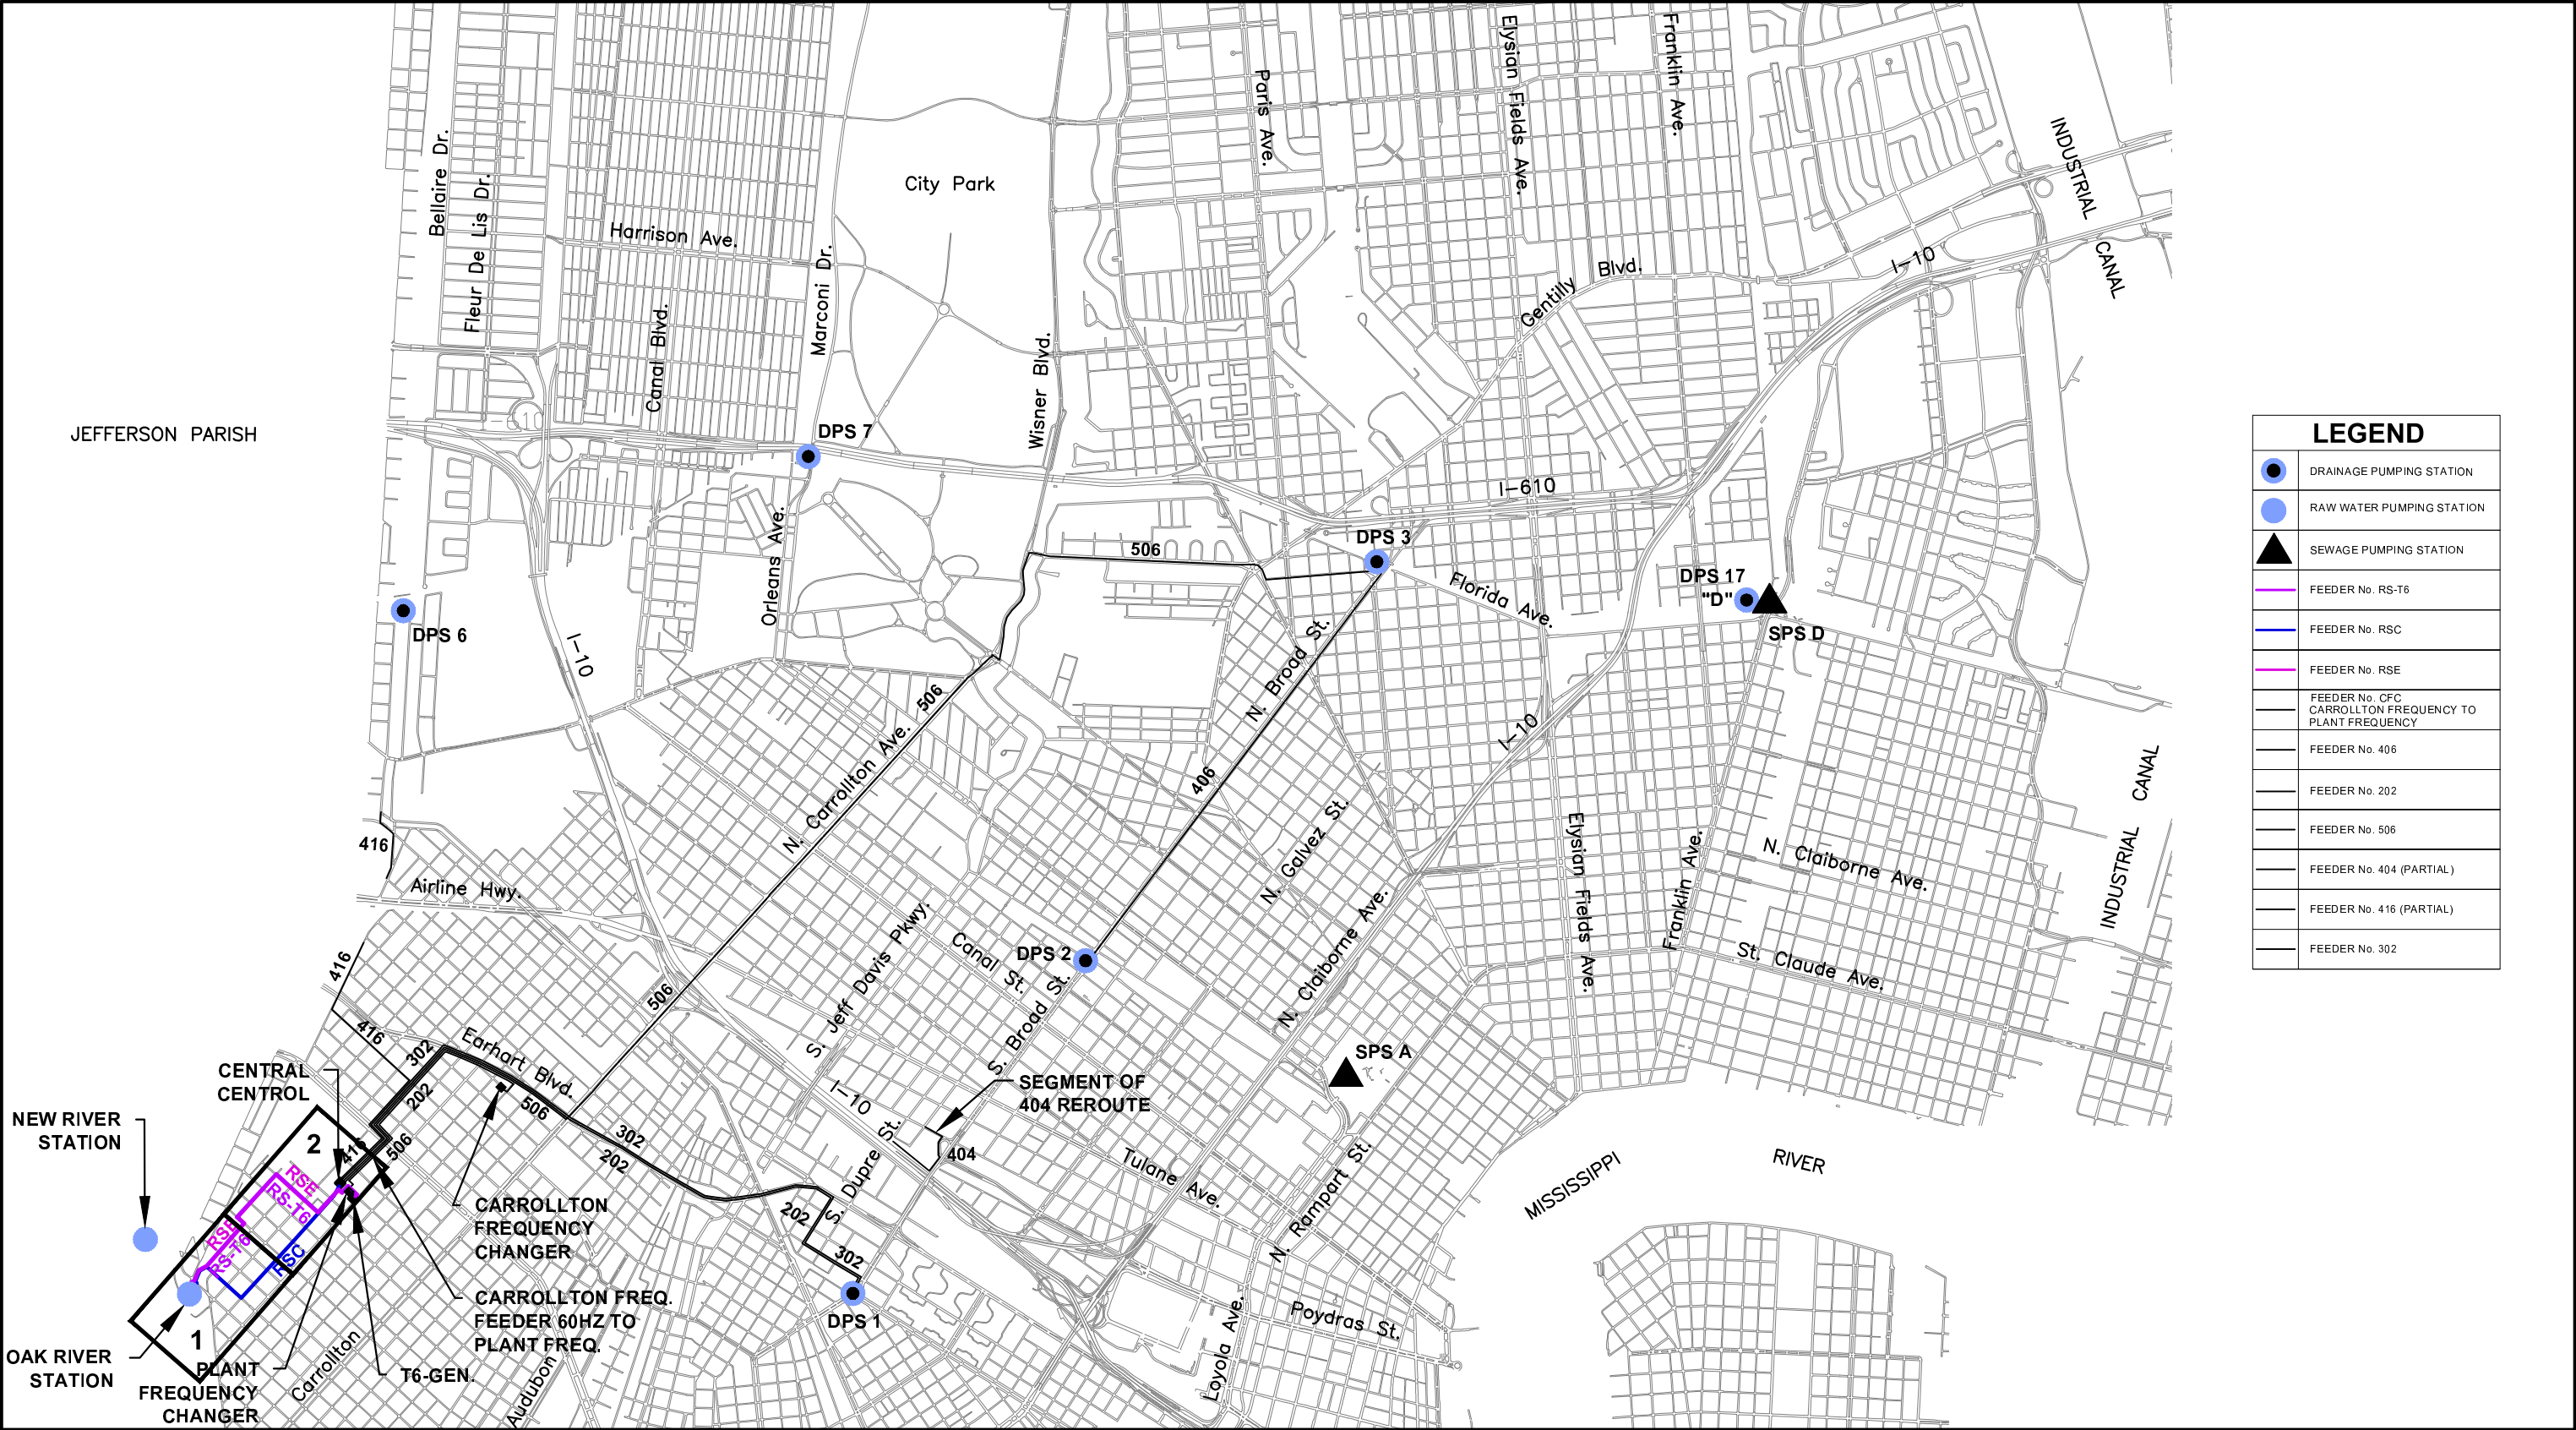 Elysian Fields Ave.
Franklin Ave.
Paris Ave.
INDUSTRIAL CANAL
Bellaire Dr.
Fleur De Lis Dr.
City Park
Harrison Ave.
Marconi Dr.
Canal Blvd.
Wisner Blvd.
Gentilly Blvd.
I-10
JEFFERSON PARISH
DPS 7
I-610
Orleans Ave.
506
DPS 3
Florida Ave.
DPS 17
"D"
SPS D
DPS 6
I-10
N. Broad St.
506
N. Carrollton Ave.
406
I-10
N. Galvez St.
416
Airline Hwy.
Elysian Fields Ave.
Franklin Ave.
N. Claiborne Ave.
INDUSTRIAL CANAL
S. Jeff Davis Pkwy.
Canal St.
DPS 2
S. Broad St.
N. Claiborne Ave.
St. Claude Ave.
416
506
416
302
Earhart Blvd.
202
506
CENTRAL
CENTROL
NEW RIVER
STATION
SPS A
SEGMENT OF
404 REROUTE
I-10
404
S. Dupre St.
302
202
Tulane Ave.
N. Rampart St.
MISSISSIPPI
RIVER
2
416
506
RSE
RS-T6
RSE
RS-T6
RSC
CARROLLTON
FREQUENCY
CHANGER
202
302
CARROLLTON FREQ.
FEEDER 60HZ TO
PLANT FREQ.
DPS 1
Loyola Ave.
Poydras St.
1
OAK RIVER
STATION
PLANT
FREQUENCY
CHANGER
Carrollton
T6-GEN.
Audubon
LEGEND
DRAINAGE PUMPING STATION
RAW WATER PUMPING STATION
SEWAGE PUMPING STATION
FEEDER No. RS-T6
FEEDER No. RSC
FEEDER No. RSE
FEEDER No. CFC
CARROLLTON FREQUENCY TO
PLANT FREQUENCY
FEEDER No. 406
FEEDER No. 202
FEEDER No. 506
FEEDER No. 404 (PARTIAL)
FEEDER No. 416 (PARTIAL)
FEEDER No. 302